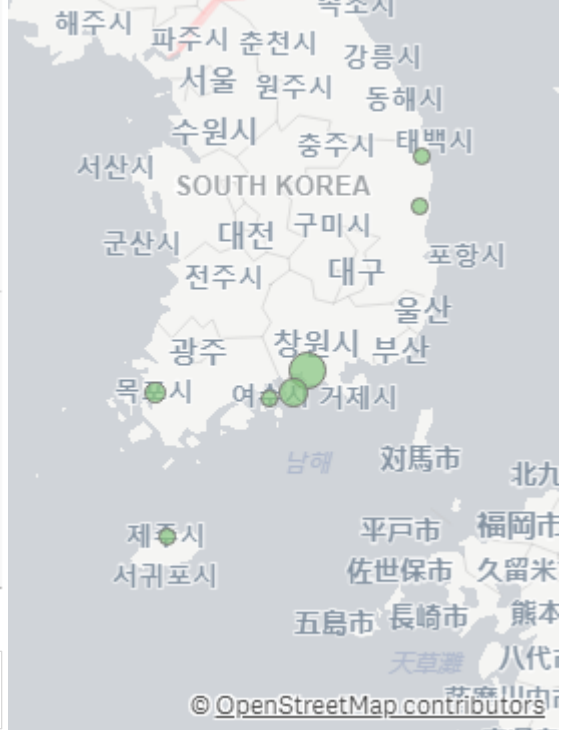 속초시
해주시
파주시 춘천시
강릉시
서울 원주시
동해시
수원시 충주시 태백시
서산시
SOUTH KOREA
대전 구미시
군산시 포항시
전주시 대구
울산
광주 창원시 부산
목포시 거제시
남해 対馬市
北九
제주시 平戸市 福岡市
서귀포시 佐世保市 久留米
五島市 長崎市 熊本
天草灘 八代市
© OpenStreetMap contributors